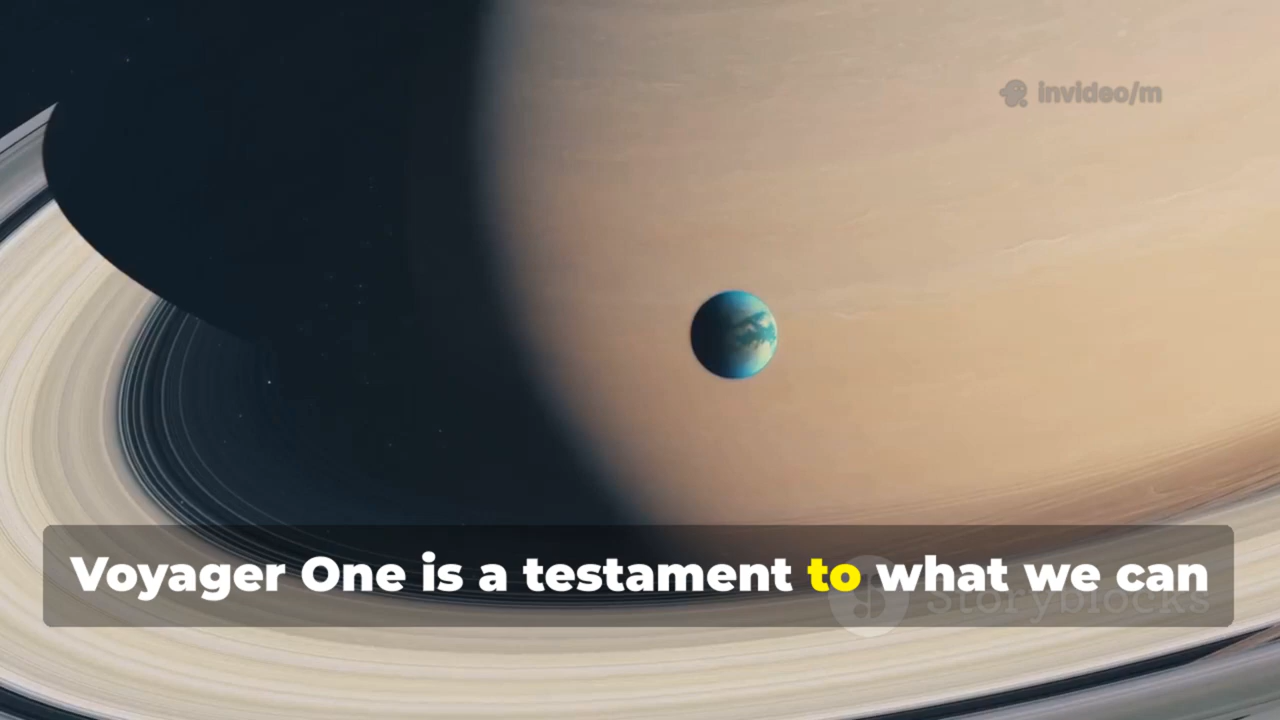 invideo/m
Voyager One is a testament to what we can
Storyblocks